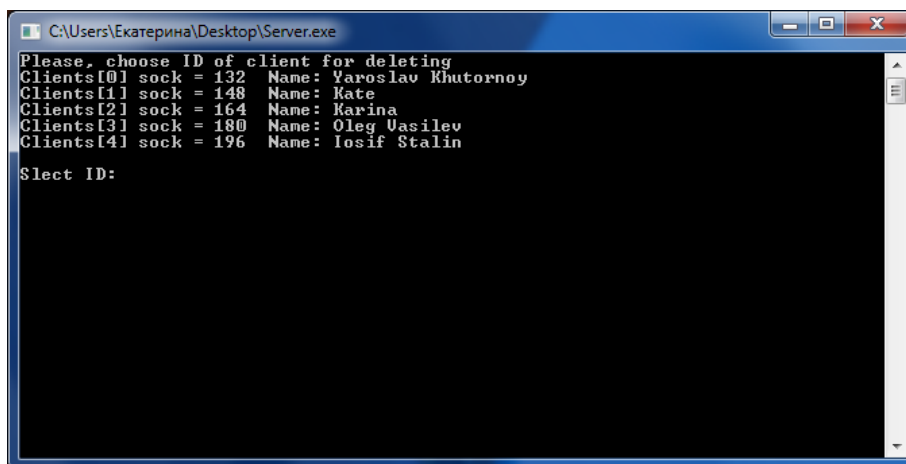 C:\Users\Екатерина\Desktop\Server.exe
Please, choose ID of client for deleting
Clients[0] sock = 132  Name: Yaroslav Khutornoy
Clients[1] sock = 148  Name: Kate
Clients[2] sock = 164  Name: Karina
Clients[3] sock = 180  Name: Oleg Vasilev
Clients[4] sock = 196  Name: Iosif Stalin
Slect ID: